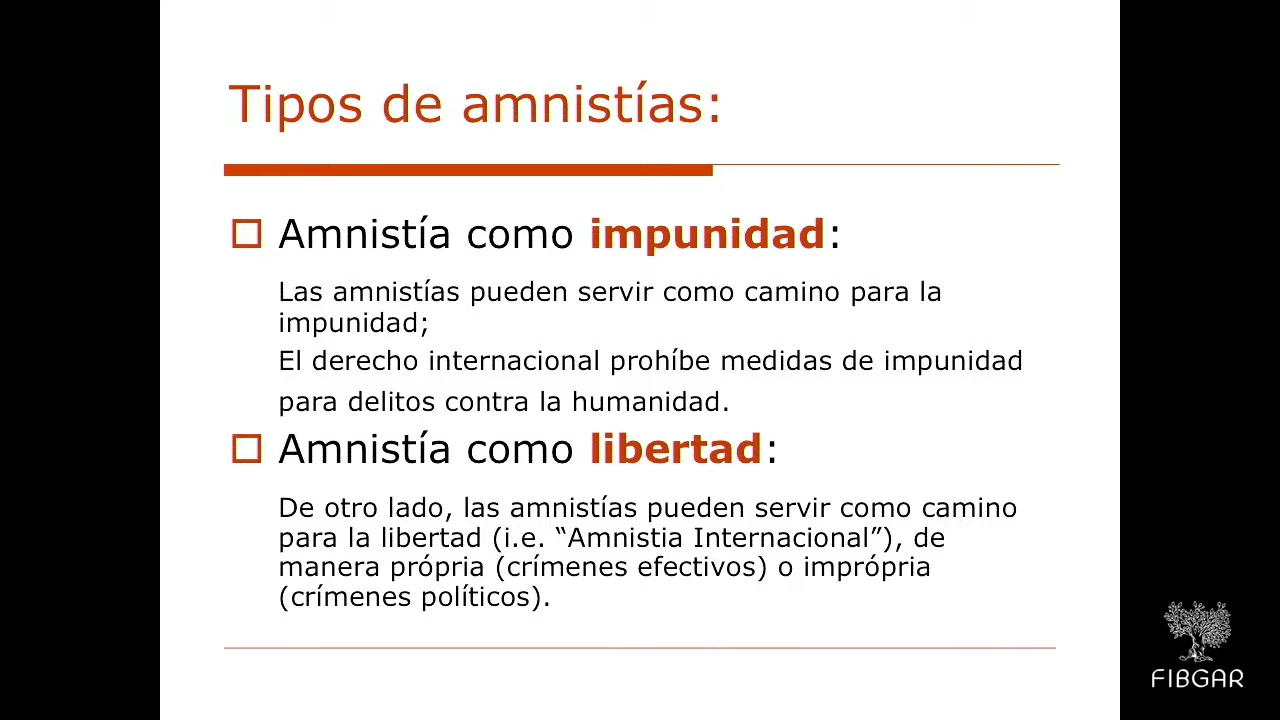 Tipos de amnistías:
Amnistía como impunidad:
Las amnistías pueden servir como camino para la
impunidad;
El derecho internacional prohíbe medidas de impunidad
para delitos contra la humanidad.
Amnistía como libertad:
De otro lado, las amnistías pueden servir como camino
para la libertad (i.e. “Amnistia Internacional”), de
manera própria (crímenes efectivos) o imprópria
(crímenes políticos).
FIBGAR